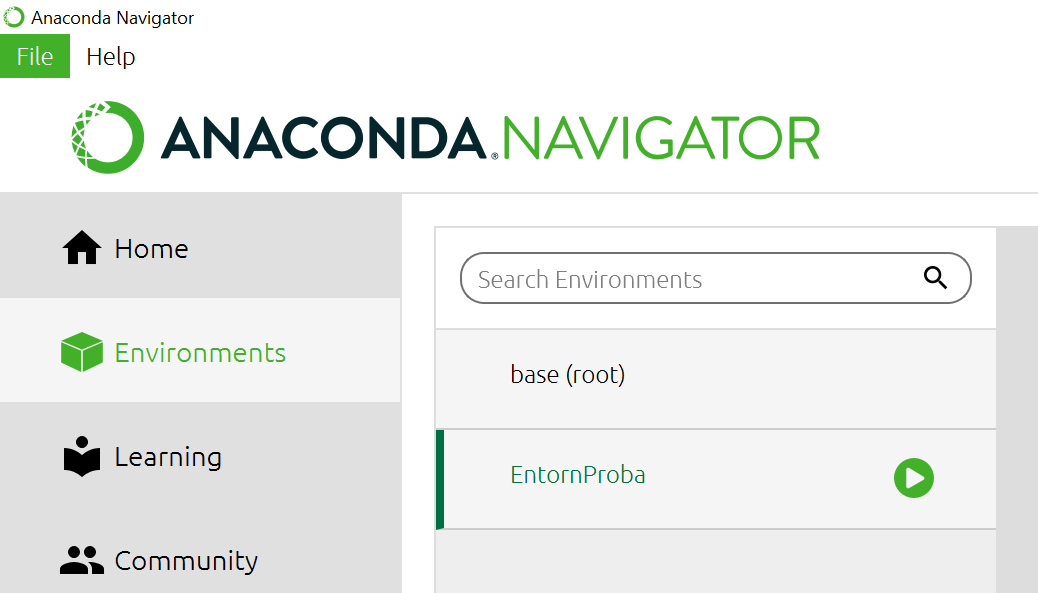 Anaconda Navigator
File Help
ANACONDA.NAVIGATOR
Home
Environments
Learning
Community
Search Environments
base (root)
EntornProba